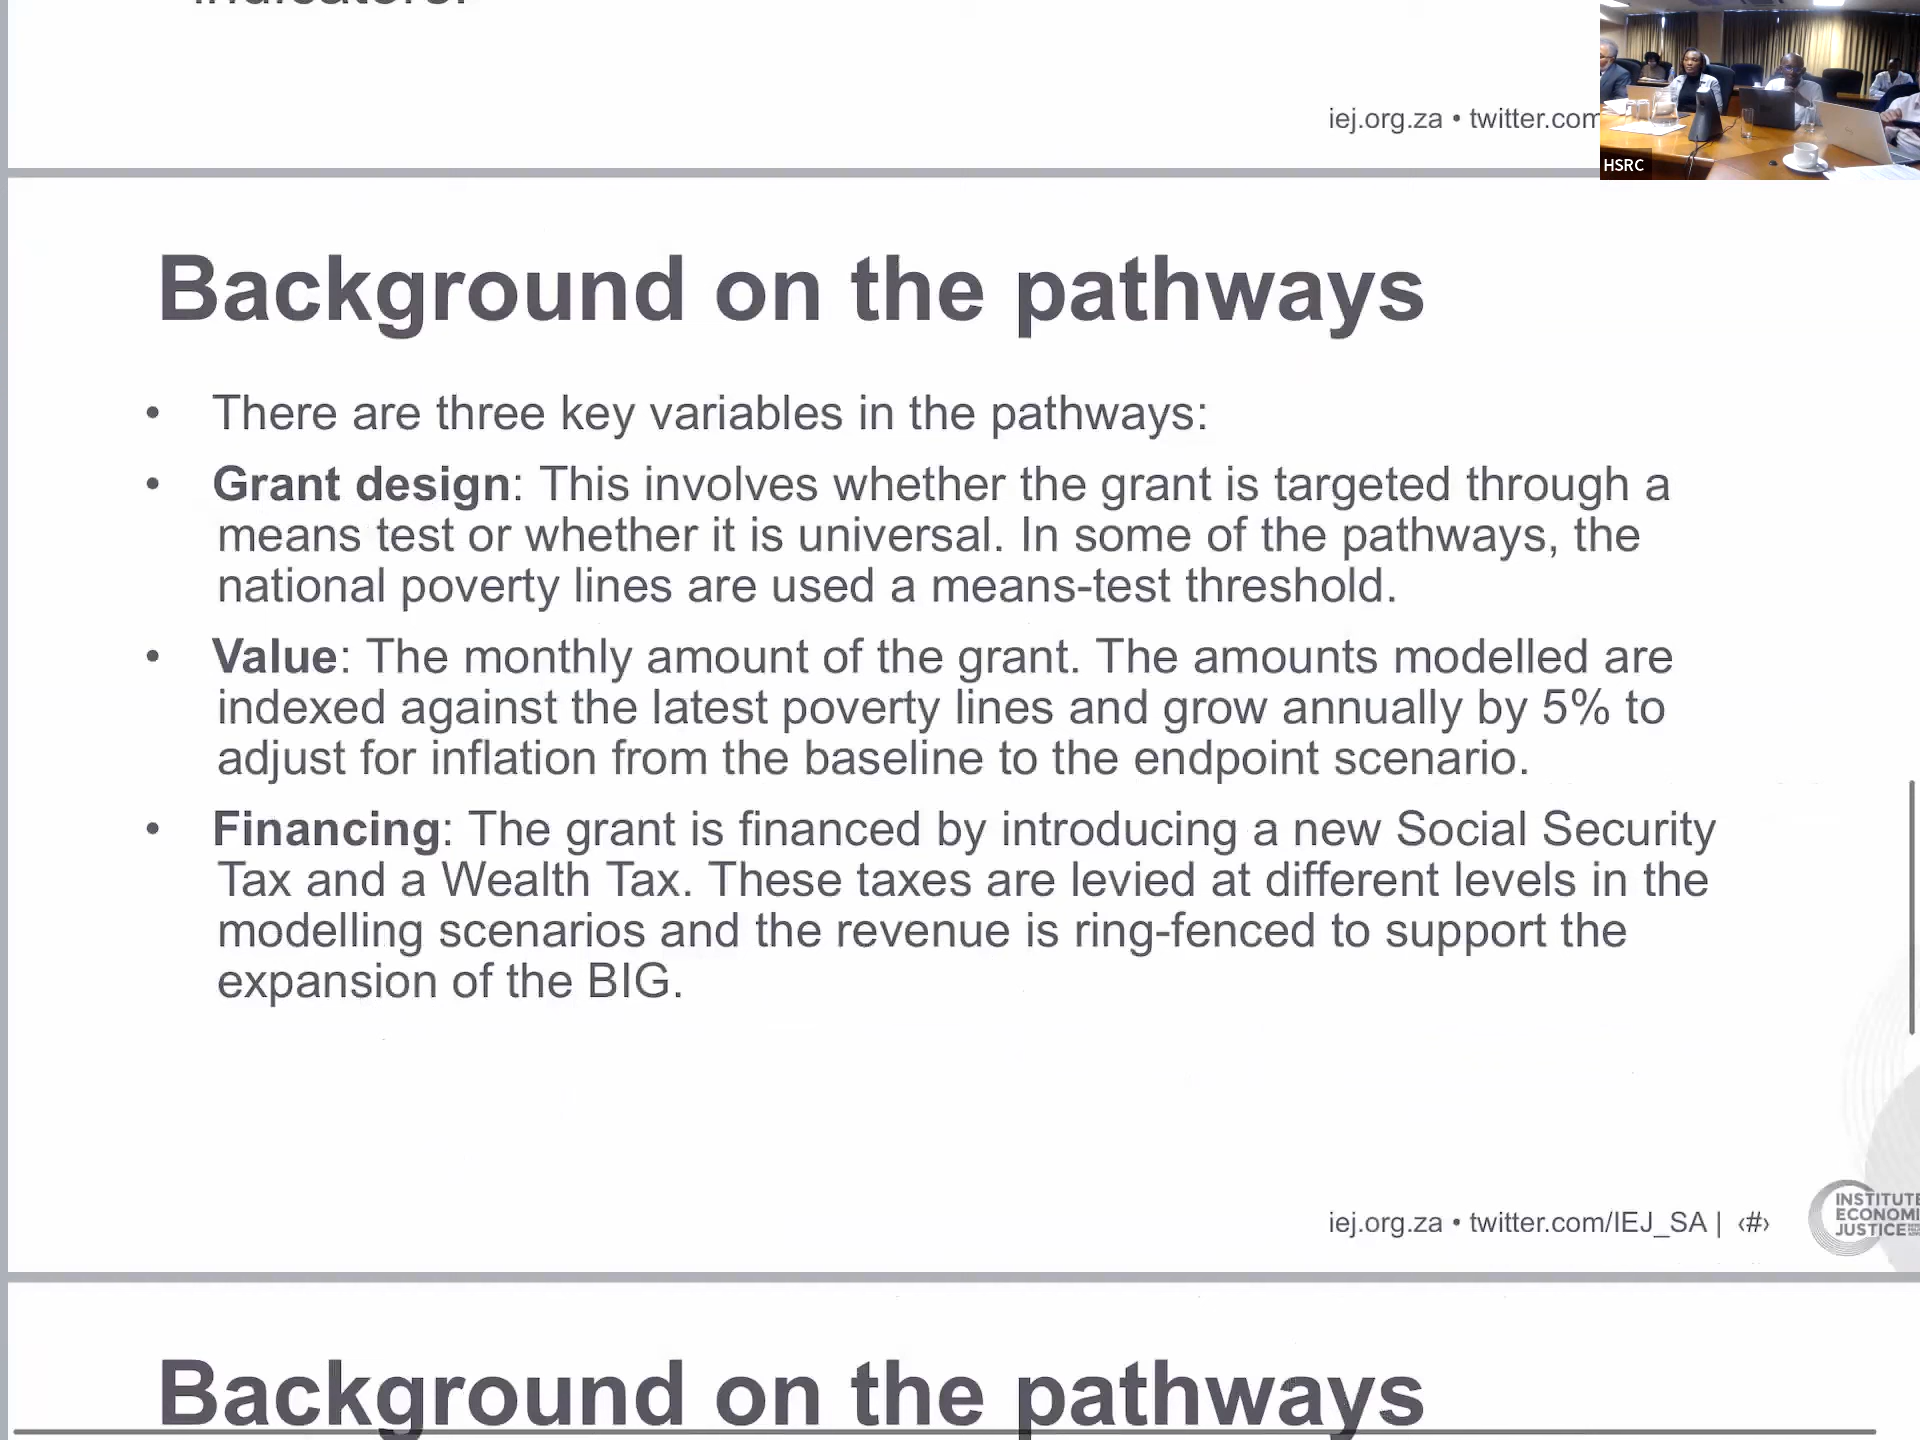 indicators.
iej.org.za • twitter.com
HSRC
Background on the pathways
• There are three key variables in the pathways:
• Grant design: This involves whether the grant is targeted through a
means test or whether it is universal. In some of the pathways, the
national poverty lines are used a means-test threshold.
• Value: The monthly amount of the grant. The amounts modelled are
indexed against the latest poverty lines and grow annually by 5% to
adjust for inflation from the baseline to the endpoint scenario.
• Financing: The grant is financed by introducing a new Social Security
Tax and a Wealth Tax. These taxes are levied at different levels in the
modelling scenarios and the revenue is ring-fenced to support the
expansion of the BIG.
iej.org.za • twitter.com/IEJ_SA | ‹#›
INSTITUTE
ECONOMI
JUSTICE
Background on the pathways